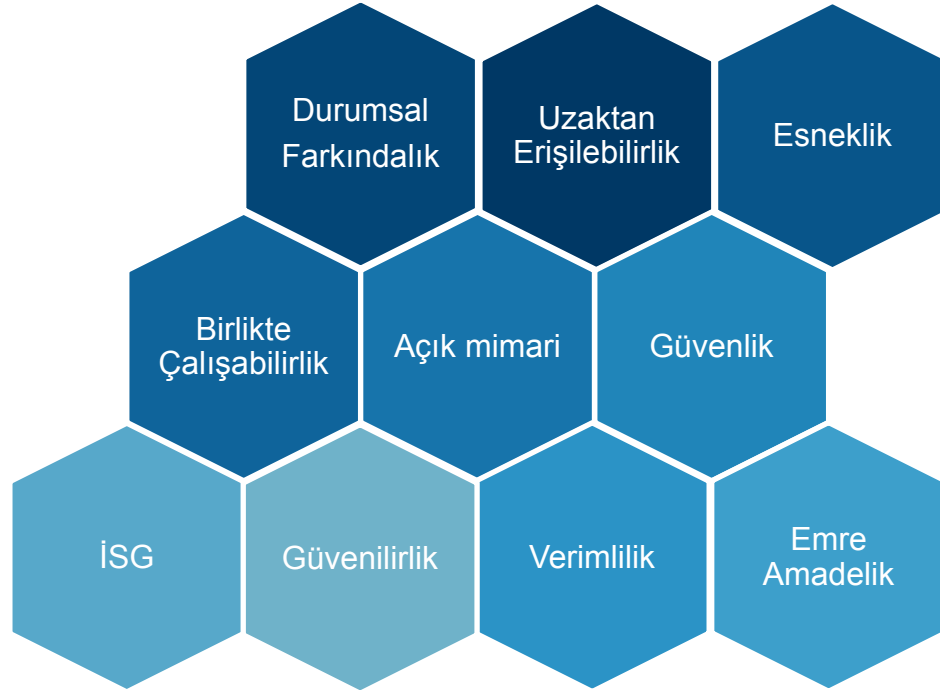 Durumsal
Farkındalık
Uzaktan
Erişilebilirlik
Esneklik
Birlikte
Çalışabilirlik
Açık mimari
Güvenlik
İSG
Güvenilirlik
Verimlilik
Emre
Amadelik